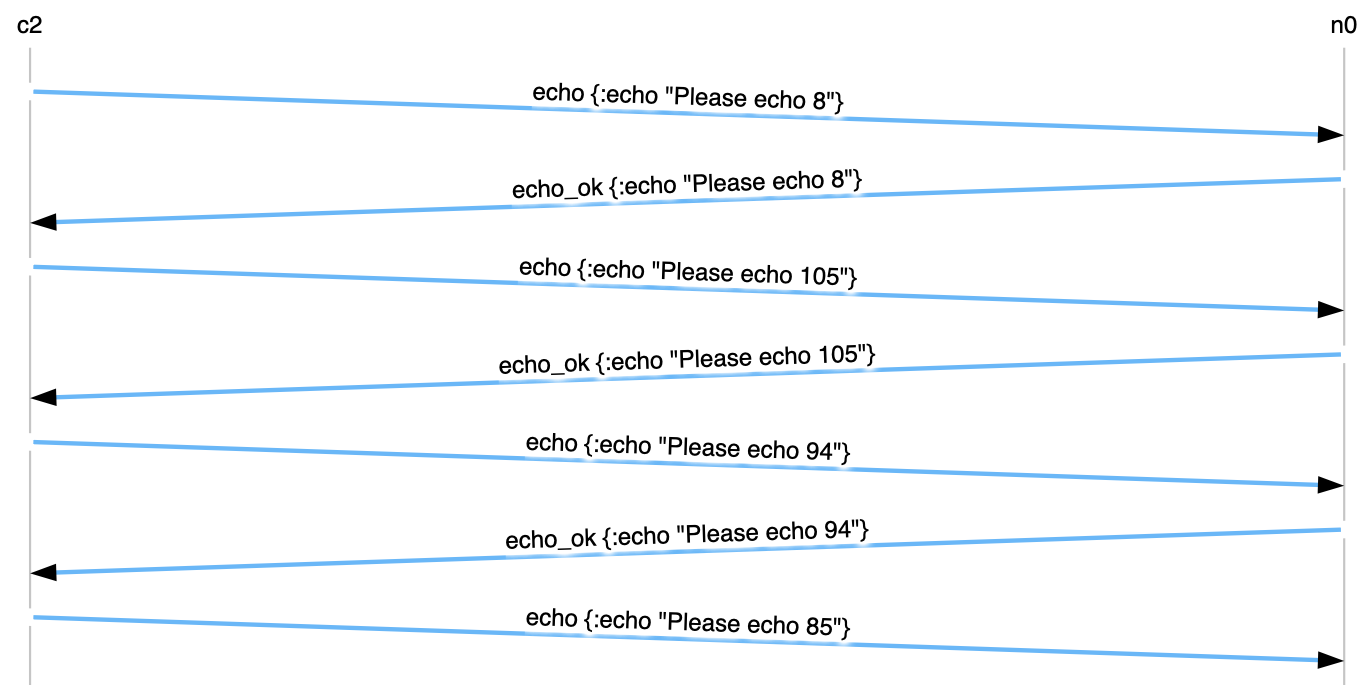 c2 n0
echo {:echo "Please echo 8"}
echo_ok {:echo "Please echo 8"}
echo {:echo "Please echo 105"}
echo_ok {:echo "Please echo 105"}
echo {:echo "Please echo 94"}
echo_ok {:echo "Please echo 94"}
echo {:echo "Please echo 85"}